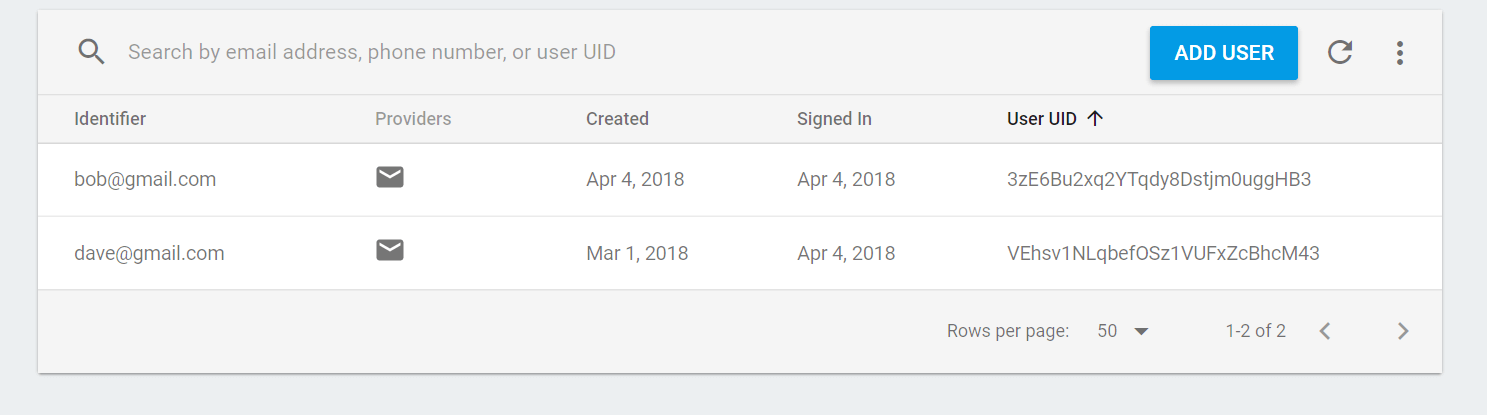 Search by email address, phone number, or user UID ADD USER
Identifier Providers Created Signed In User UID
bob@gmail.com Apr 4, 2018 Apr 4, 2018 3zE6Bu2xq2YTqdy8Dstjm0uggHB3
dave@gmail.com Mar 1, 2018 Apr 4, 2018 VEhsv1NLqbefOSz1VUFxZcBhcM43
Rows per page: 50 1-2 of 2